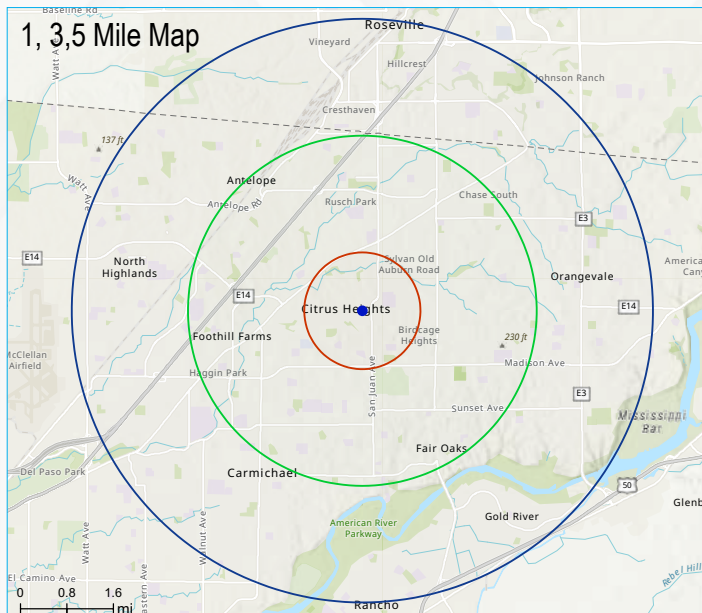 Baseline Rd
Roseville
1, 3,5 Mile Map
Vineyard
Hillcrest
Johnson Ranch
Cresthaven
137 ft
Watt Ave
Antelope
Antelope Rd
Rusch Park
Chase South
E3
E14
North
Highlands
Sylvan Old
Auburn Road
Orangevale
E14
E14
Citrus Heights
McClellan
Airfield
Foothill Farms
Birdcage
Heights
230 ft
Haggin Park
San Juan Ave
Madison Ave
E3
Sunset Ave
Mississippi
Bar
Fair Oaks
Del Paso Park
Carmichael
50
Gold River
American River
Parkway
Watt Ave
Walnut Ave
El Camino Ave
Rancho
0 0.8 1.6
mi